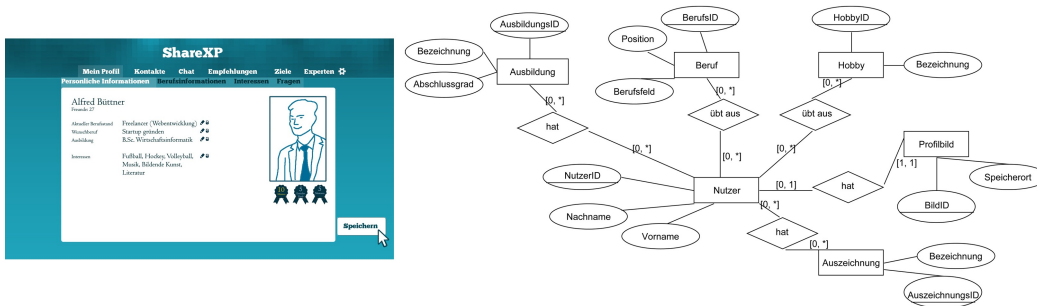 ShareXP
Mein Profil Kontakte Chat Empfehlungen Ziele Experten
Persönliche Informationen Berufsinformationen Interessen Fragen
Alfred Büttner
Freunde: 27
Aktueller Berufsstand Freelancer (Webentwicklung)
Wunschberuf Startup gründen
Ausbildung B.Sc. Wirtschaftsinformatik
Interessen Fußball, Hockey, Volleyball,
Musik, Bildende Kunst,
Literatur
10 5 3
Speichern
AusbildungsID
Bezeichnung
Ausbildung
Abschlussgrad
[0, *]
hat
[0, *]
BerufsID
Position
Beruf
Berufsfeld
[0, *]
übt aus
[0, *]
HobbyID
Hobby
Bezeichnung
[0, *]
übt aus
[0, *]
Profilbild
[1, 1]
Speicherort
BildID
hat
[0, 1]
NutzerID
Nutzer
Nachname
Vorname
[0, *]
hat
[0, *]
Auszeichnung
Bezeichnung
AuszeichnungsID